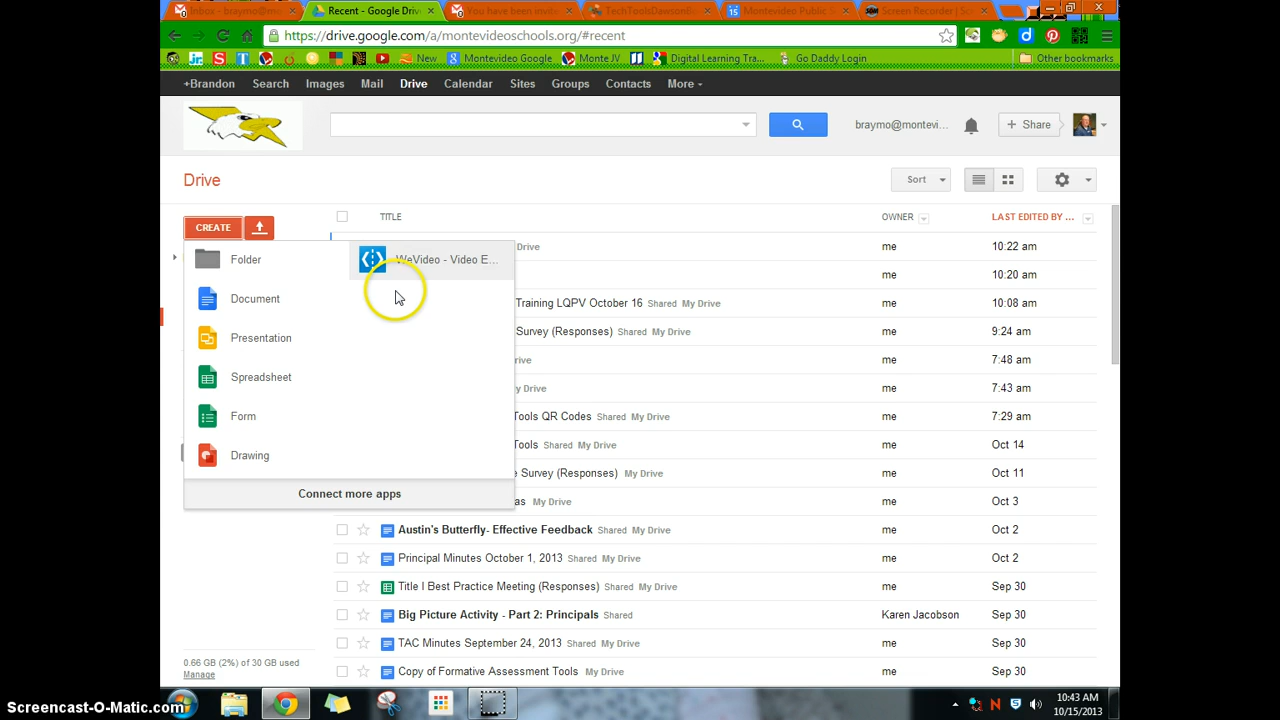 Inbox - braymo@m
Recent - Google Driv
You have been invit
TechToolsDawsonB
Montevideo Public S
Screen Recorder | Sc
https://drive.google.com/a/montevideoschools.org/#recent
New
Montevideo Google
Monte JV
Digital Learning Tra...
Go Daddy Login
Other bookmarks
+Brandon Search Images Mail Drive Calendar Sites Groups Contacts More
braymo@montevi...
+ Share
Drive
Sort
CREATE
TITLE OWNER LAST EDITED BY ...
Folder
WeVideo - Video E...
Drive me 10:22 am
Document
me 10:20 am
Training LQPV October 16 Shared My Drive me 10:08 am
Presentation
Survey (Responses) Shared My Drive me 9:24 am
rive me 7:48 am
Spreadsheet
y Drive me 7:43 am
Form
Tools QR Codes Shared My Drive me 7:29 am
Tools Shared My Drive me Oct 14
Drawing
e Survey (Responses) My Drive me Oct 11
Connect more apps
as My Drive me Oct 3
Austin's Butterfly- Effective Feedback Shared My Drive me Oct 2
Principal Minutes October 1, 2013 Shared My Drive me Oct 2
Title I Best Practice Meeting (Responses) Shared My Drive me Sep 30
Big Picture Activity - Part 2: Principals Shared Karen Jacobson Sep 30
TAC Minutes September 24, 2013 Shared My Drive me Sep 30
Copy of Formative Assessment Tools My Drive me Sep 30
0.66 GB (2%) of 30 GB used
Manage
10:43 AM
10/15/2013
Screencast-O-Matic.com